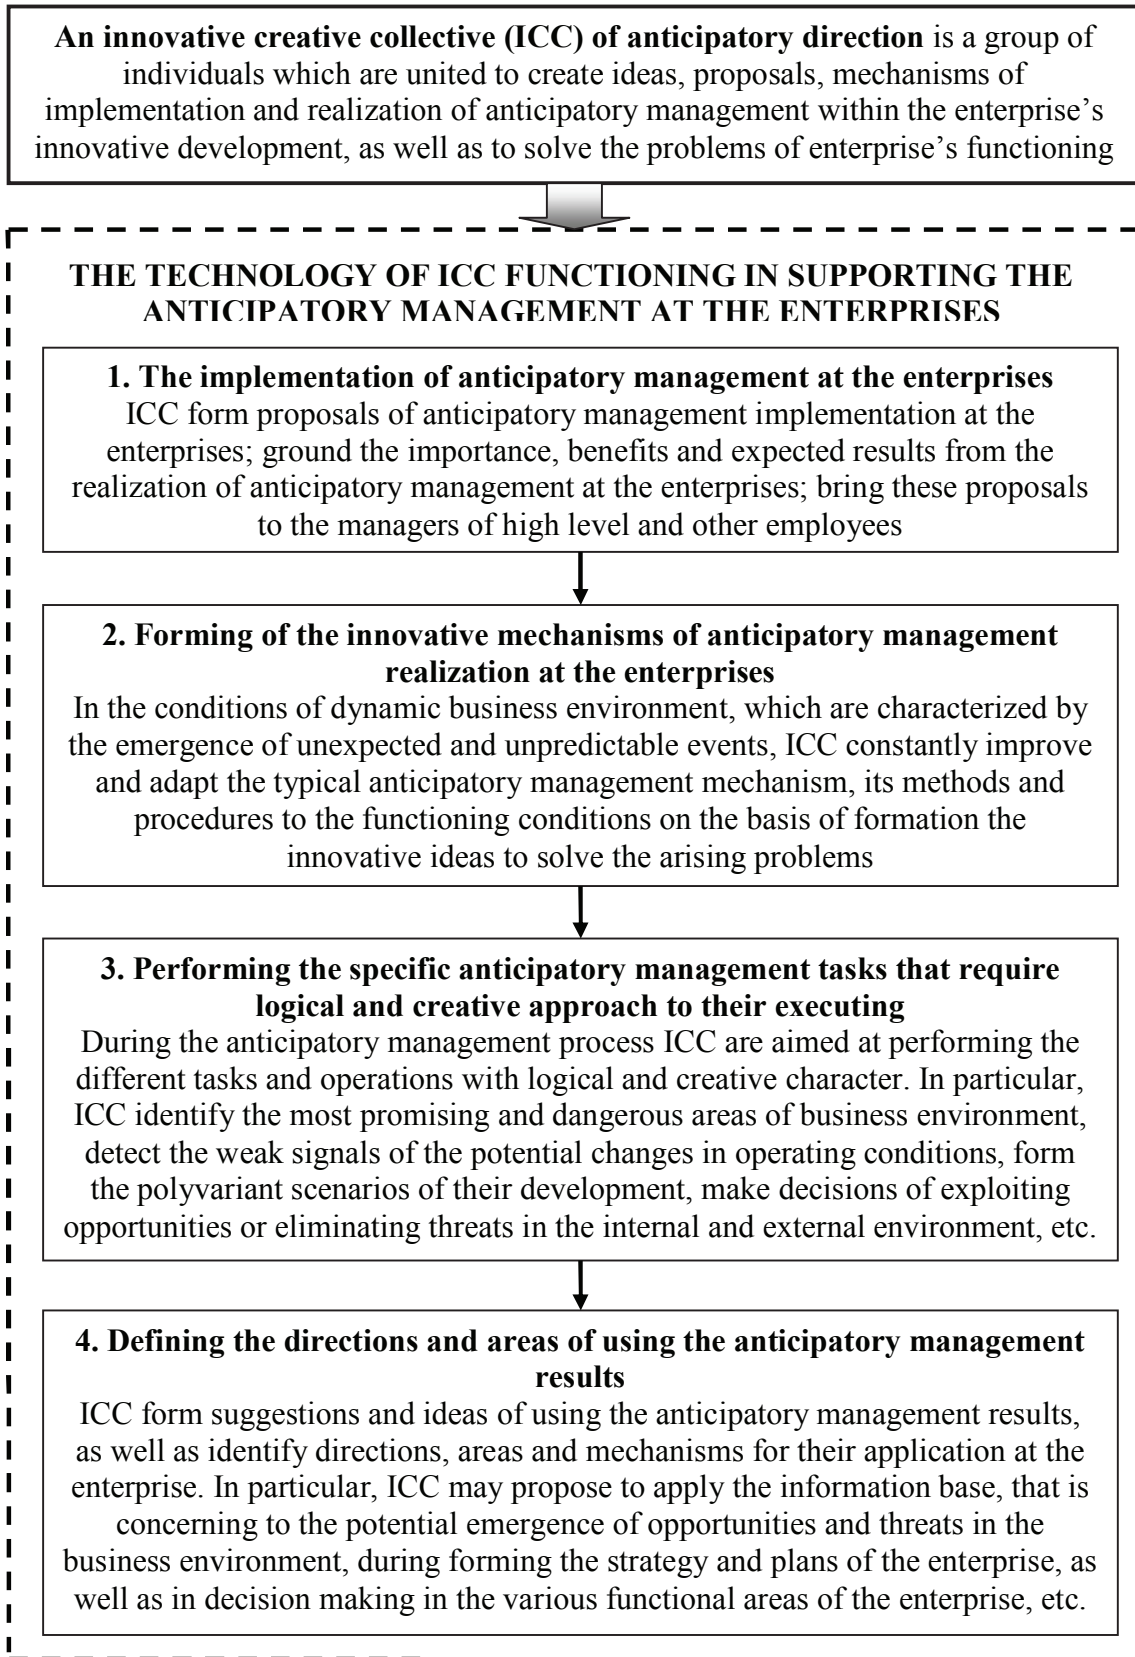 An innovative creative collective (ICC) of anticipatory direction is a group of
individuals which are united to create ideas, proposals, mechanisms of
implementation and realization of anticipatory management within the enterprise’s
innovative development, as well as to solve the problems of enterprise’s functioning
THE TECHNOLOGY OF ICC FUNCTIONING IN SUPPORTING THE
ANTICIPATORY MANAGEMENT AT THE ENTERPRISES
1. The implementation of anticipatory management at the enterprises
ICC form proposals of anticipatory management implementation at the
enterprises; ground the importance, benefits and expected results from the
realization of anticipatory management at the enterprises; bring these proposals
to the managers of high level and other employees
2. Forming of the innovative mechanisms of anticipatory management
realization at the enterprises
In the conditions of dynamic business environment, which are characterized by
the emergence of unexpected and unpredictable events, ICC constantly improve
and adapt the typical anticipatory management mechanism, its methods and
procedures to the functioning conditions on the basis of formation the
innovative ideas to solve the arising problems
3. Performing the specific anticipatory management tasks that require
logical and creative approach to their executing
During the anticipatory management process ICC are aimed at performing the
different tasks and operations with logical and creative character. In particular,
ICC identify the most promising and dangerous areas of business environment,
detect the weak signals of the potential changes in operating conditions, form
the polyvariant scenarios of their development, make decisions of exploiting
opportunities or eliminating threats in the internal and external environment, etc.
4. Defining the directions and areas of using the anticipatory management
results
ICC form suggestions and ideas of using the anticipatory management results,
as well as identify directions, areas and mechanisms for their application at the
enterprise. In particular, ICC may propose to apply the information base, that is
concerning to the potential emergence of opportunities and threats in the
business environment, during forming the strategy and plans of the enterprise, as
well as in decision making in the various functional areas of the enterprise, etc.